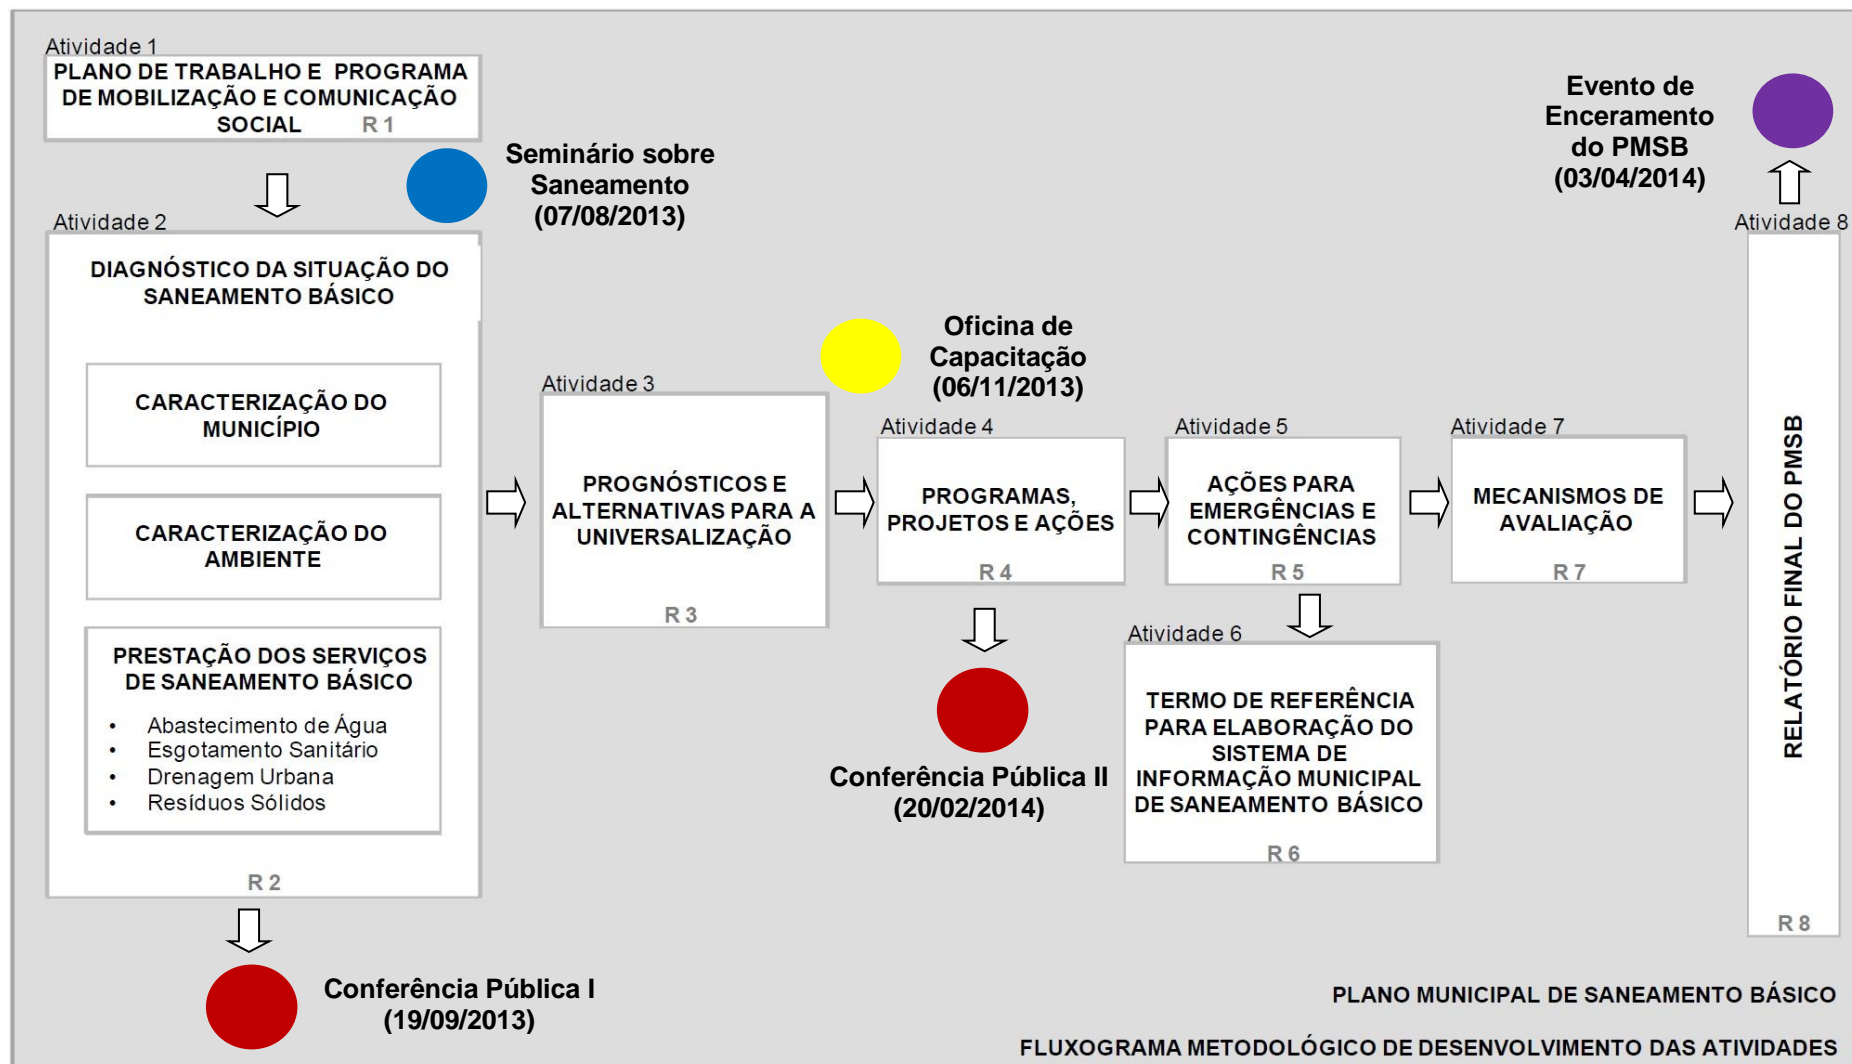 Atividade 1
PLANO DE TRABALHO E PROGRAMA
DE MOBILIZAÇÃO E COMUNICAÇÃO
SOCIAL R 1
Seminário sobre
Saneamento
(07/08/2013)
Evento de
Enceramento
do PMSB
(03/04/2014)
Atividade 2
DIAGNÓSTICO DA SITUAÇÃO DO
SANEAMENTO BÁSICO
CARACTERIZAÇÃO DO
MUNICÍPIO
CARACTERIZAÇÃO DO
AMBIENTE
PRESTAÇÃO DOS SERVIÇOS
DE SANEAMENTO BÁSICO
• Abastecimento de Água
• Esgotamento Sanitário
• Drenagem Urbana
• Resíduos Sólidos
R 2
Conferência Pública I
(19/09/2013)
Atividade 3
PROGNÓSTICOS E
ALTERNATIVAS PARA A
UNIVERSALIZAÇÃO
R 3
Oficina de
Capacitação
(06/11/2013)
Atividade 4
PROGRAMAS,
PROJETOS E AÇÕES
R 4
Conferência Pública II
(20/02/2014)
Atividade 5
AÇÕES PARA
EMERGÊNCIAS E
CONTINGÊNCIAS
R 5
Atividade 6
TERMO DE REFERÊNCIA
PARA ELABORAÇÃO DO
SISTEMA DE
INFORMAÇÃO MUNICIPAL
DE SANEAMENTO BÁSICO
R 6
Atividade 7
MECANISMOS DE
AVALIAÇÃO
R 7
Atividade 8
RELATÓRIO FINAL DO PMSB
R 8
PLANO MUNICIPAL DE SANEAMENTO BÁSICO
FLUXOGRAMA METODOLÓGICO DE DESENVOLVIMENTO DAS ATIVIDADES